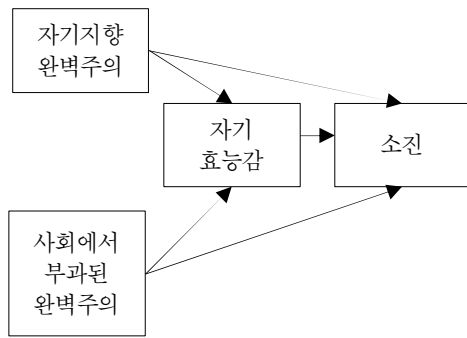 자기지향
완벽주의
자기
효능감
소진
사회에서
부과된
완벽주의